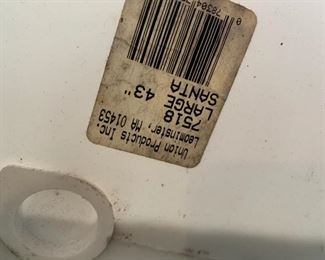 Union Products Inc
Leominster, MA 01453
7518
LARGE 43"
SANTA